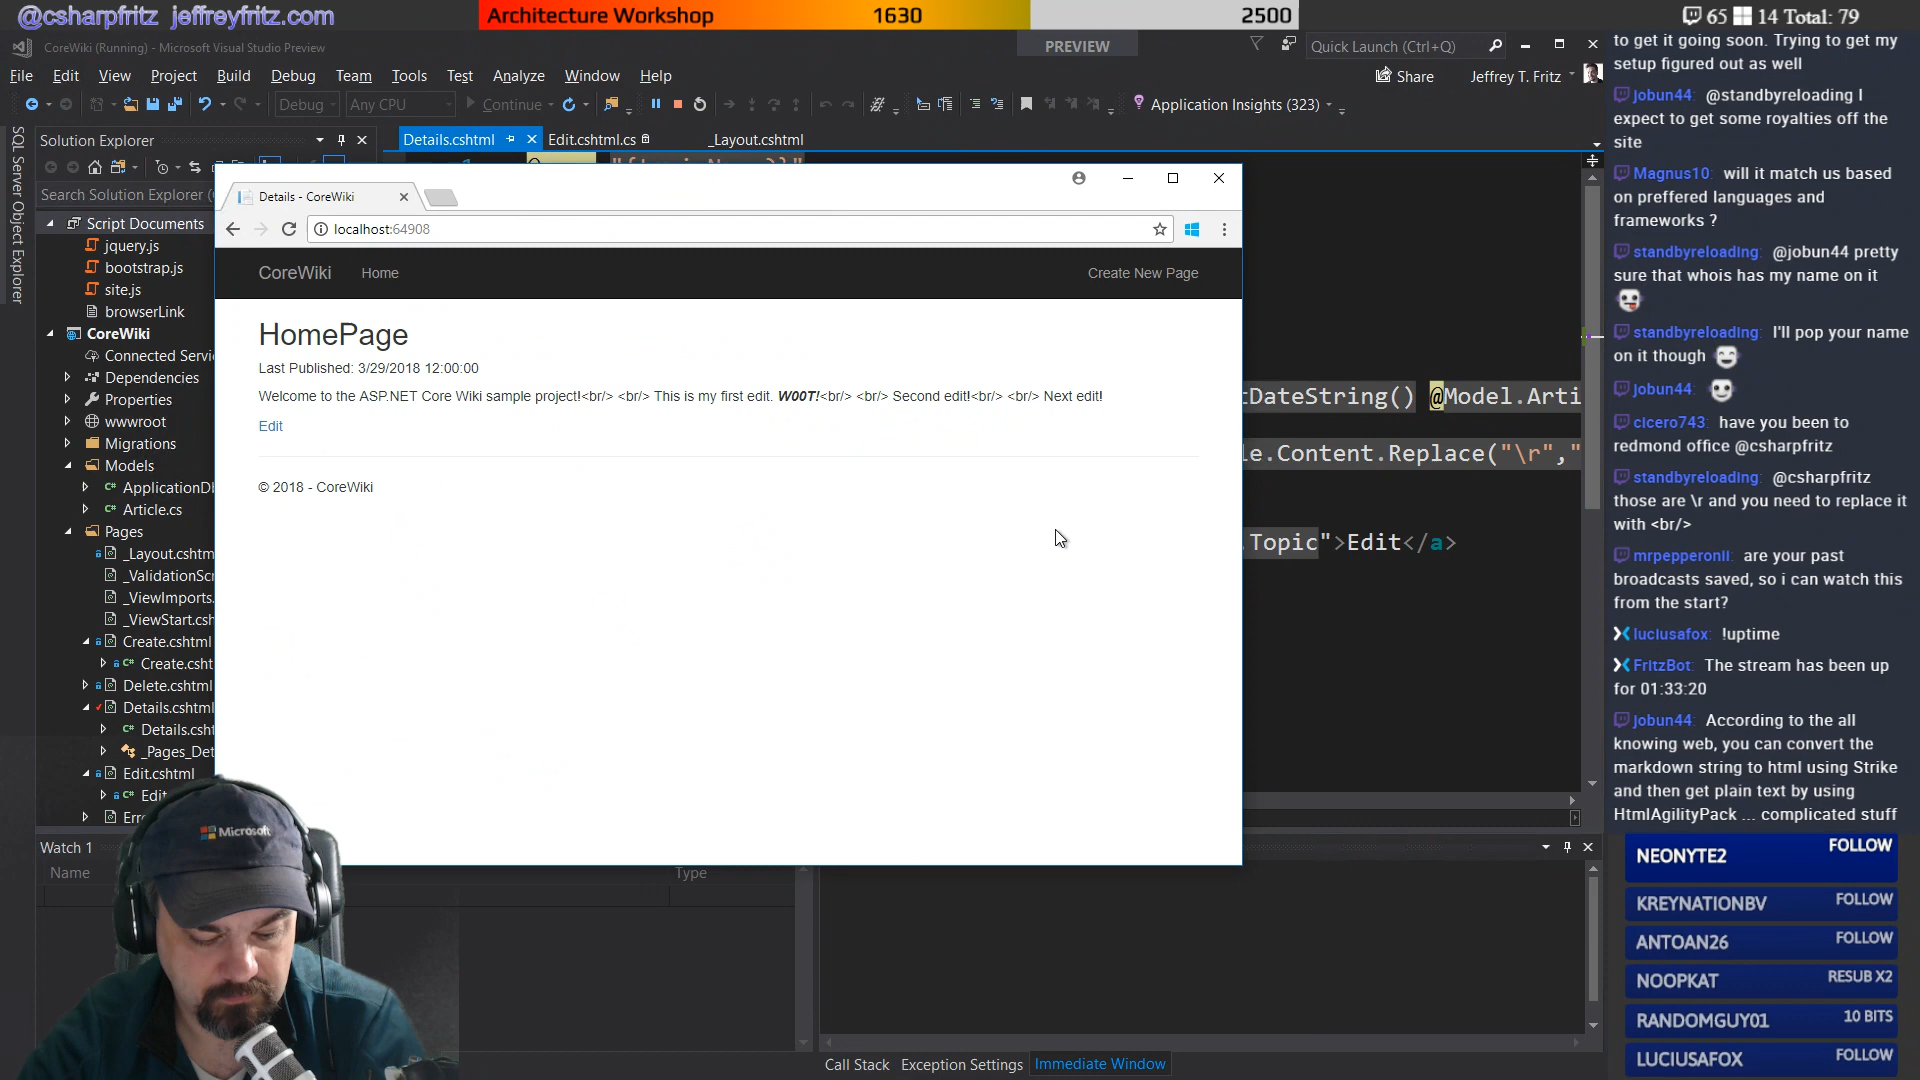 @csharpfritz jeffreyfritz.com
Architecture Workshop 1630 2500
65 14 Total: 79
CoreWiki (Running) - Microsoft Visual Studio Preview
PREVIEW
Quick Launch (Ctrl+Q)
File Edit View Project Build Debug Team Tools Test Analyze Window Help
Share Jeffrey T. Fritz
Debug Any CPU Continue Application Insights (323)
SQL Server Object Explorer
Solution Explorer
Search Solution Explorer
Script Documents
jquery.js
bootstrap.js
site.js
browserLink
CoreWiki
Connected Servi
Dependencies
Properties
wwwroot
Migrations
Models
ApplicationDb
Article.cs
Pages
_Layout.cshtm
_ValidationScr
_ViewImports.
_ViewStart.csh
Create.cshtml
Create.csht
Delete.cshtml
Details.cshtml
Details.csht
_Pages_Det
Edit.cshtml
Edit
Err
Details.cshtml Edit.cshtml.cs _Layout.cshtml
Details - CoreWiki
localhost:64908
CoreWiki Home Create New Page
HomePage
Last Published: 3/29/2018 12:00:00
Welcome to the ASP.NET Core Wiki sample project!<br/> <br/> This is my first edit. W00T!<br/> <br/> Second edit!<br/> <br/> Next edit!
Edit
© 2018 - CoreWiki
tDateString() @Model.Arti
le.Content.Replace("\r","
.Topic">Edit</a>
Watch 1
Name Type
Call Stack Exception Settings Immediate Window
Microsoft
to get it going soon. Trying to get my
setup figured out as well
jobun44: @standbyreloading I
expect to get some royalties off the
site
Magnus10: will it match us based
on preffered languages and
frameworks ?
standbyreloading: @jobun44 pretty
sure that whois has my name on it
standbyreloading: I'll pop your name
on it though
jobun44:
cicero743: have you been to
redmond office @csharpfritz
standbyreloading: @csharpfritz
those are \r and you need to replace it
with <br/>
mrpepperonii: are your past
broadcasts saved, so i can watch this
from the start?
luciusafox: !uptime
FritzBot: The stream has been up
for 01:33:20
jobun44: According to the all
knowing web, you can convert the
markdown string to html using Strike
and then get plain text by using
HtmlAgilityPack ... complicated stuff
NEONYTE2 FOLLOW
KREYNATIONBV FOLLOW
ANTOAN26 FOLLOW
NOOPKAT RESUB X2
RANDOMGUY01 10 BITS
LUCIUSAFOX FOLLOW